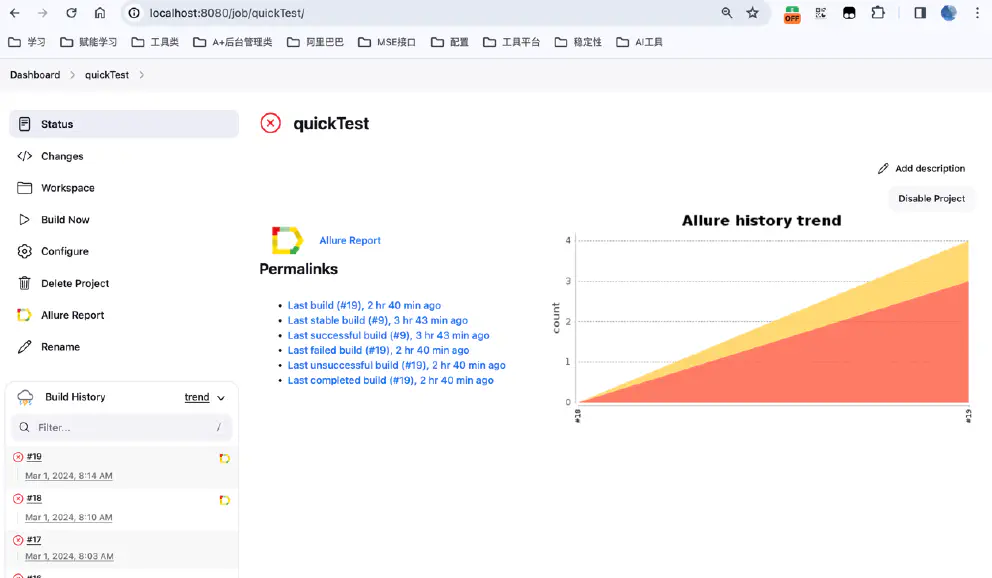 localhost:8080/job/quickTest/
OFF
学习
赋能学习
工具类
A+后台管理类
阿里巴巴
MSE接口
配置
工具平台
稳定性
AI工具
Dashboard
quickTest
Status
Changes
Workspace
Build Now
Configure
Delete Project
Allure Report
Rename
Build History
trend
Filter...
/
#19
Mar 1, 2024, 8:14 AM
#18
Mar 1, 2024, 8:10 AM
#17
Mar 1, 2024, 8:03 AM
#16
quickTest
Add description
Disable Project
Allure Report
Permalinks
Last build (#19), 2 hr 40 min ago
Last stable build (#9), 3 hr 43 min ago
Last successful build (#9), 3 hr 43 min ago
Last failed build (#19), 2 hr 40 min ago
Last unsuccessful build (#19), 2 hr 40 min ago
Last completed build (#19), 2 hr 40 min ago
Allure history trend
count
4
3
2
1
0
#18
#19